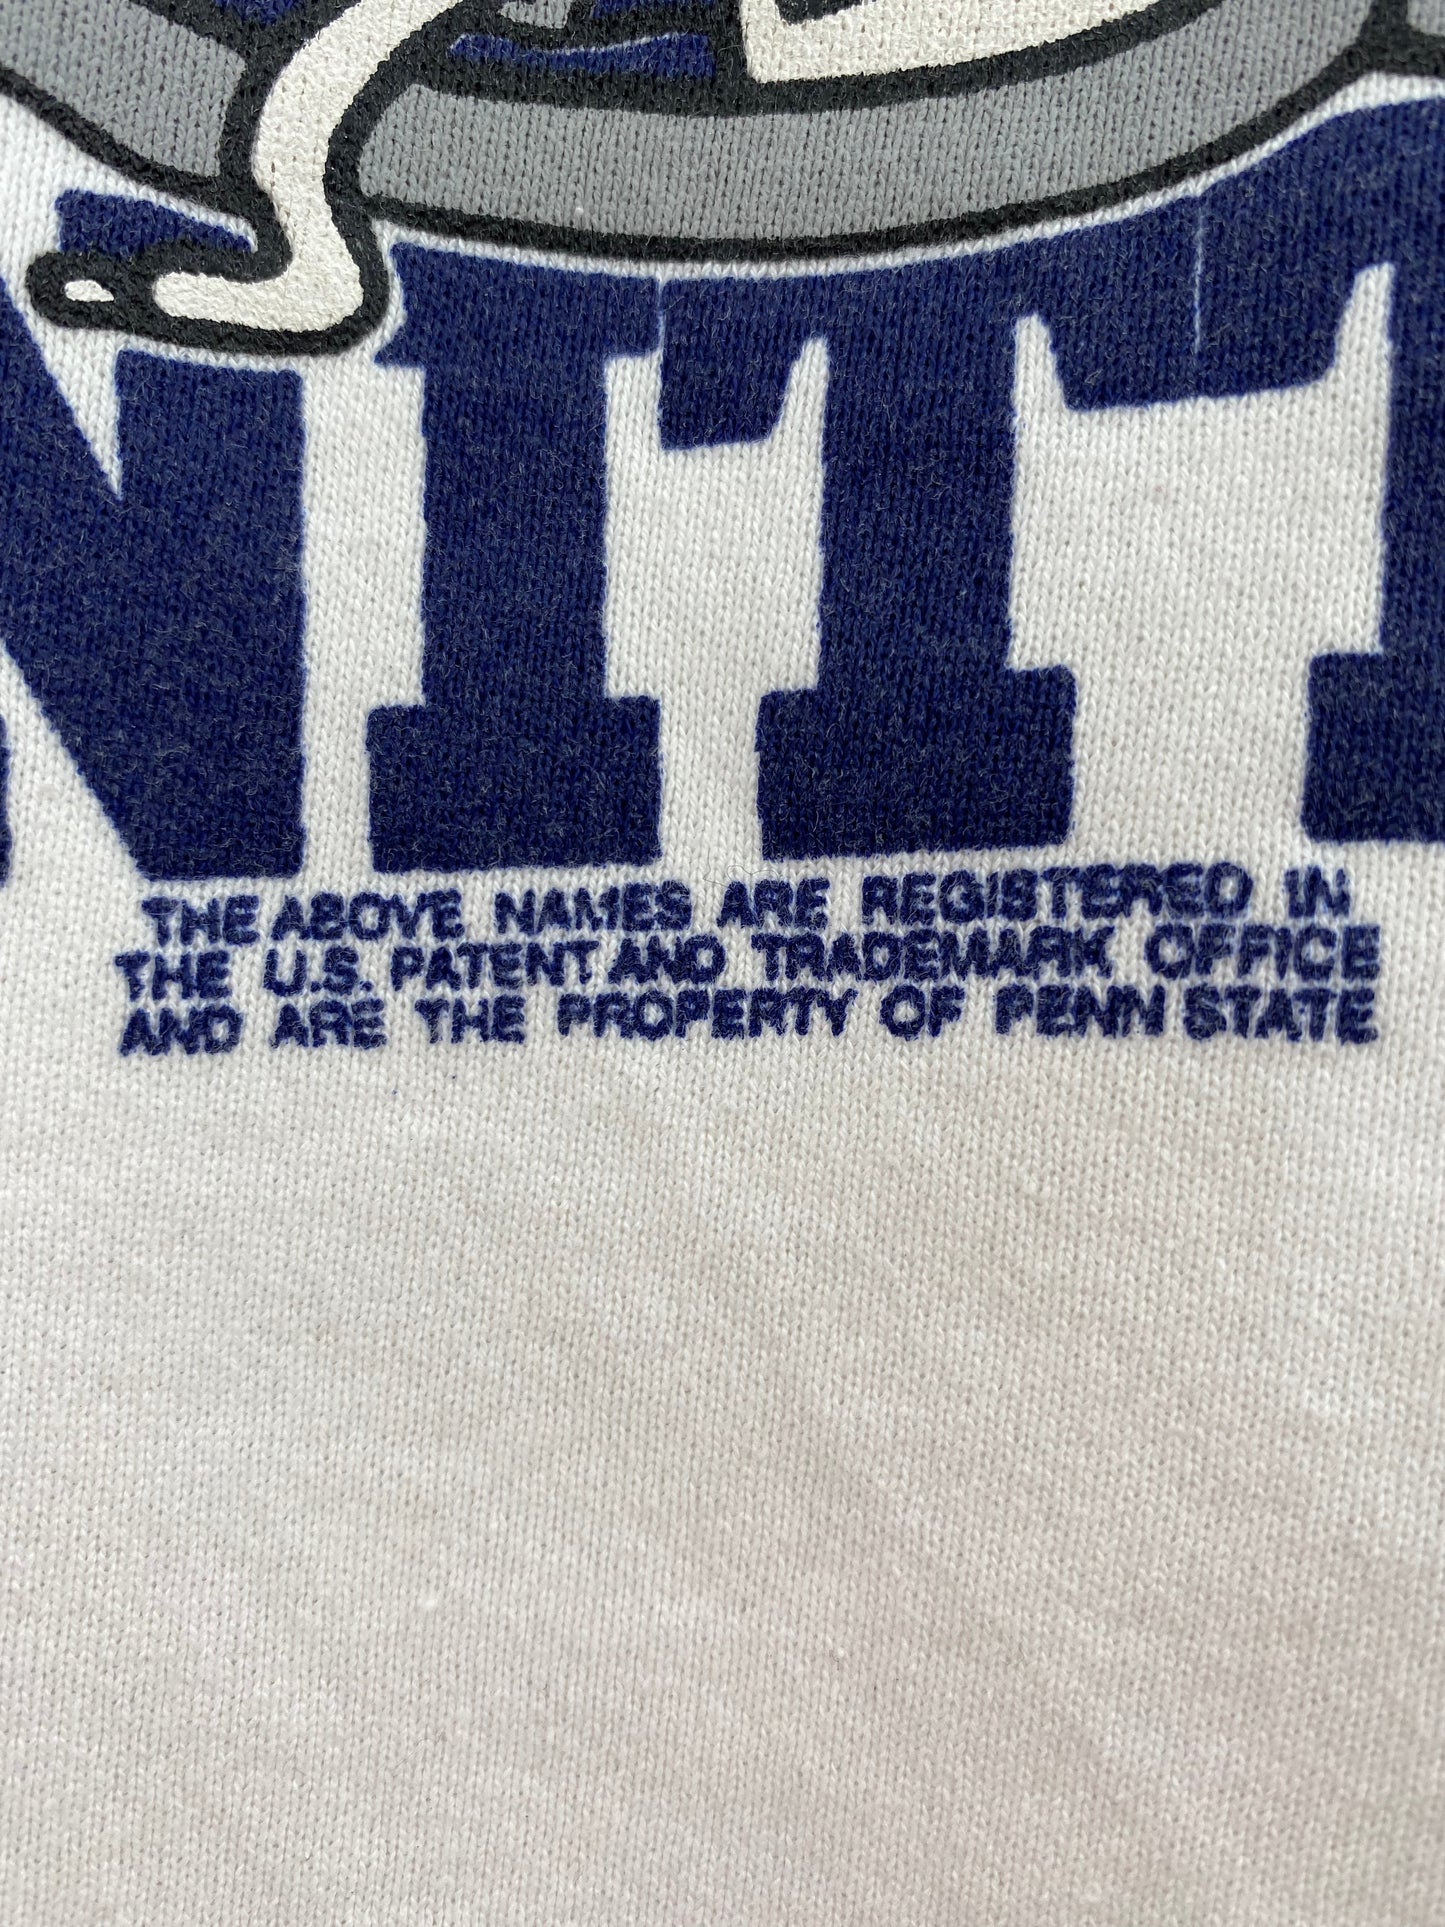 NITT
THE ABOVE NAMES ARE REGISTERED IN
THE U.S. PATENT AND TRADEMARK OFFICE
AND ARE THE PROPERTY OF PENN STATE